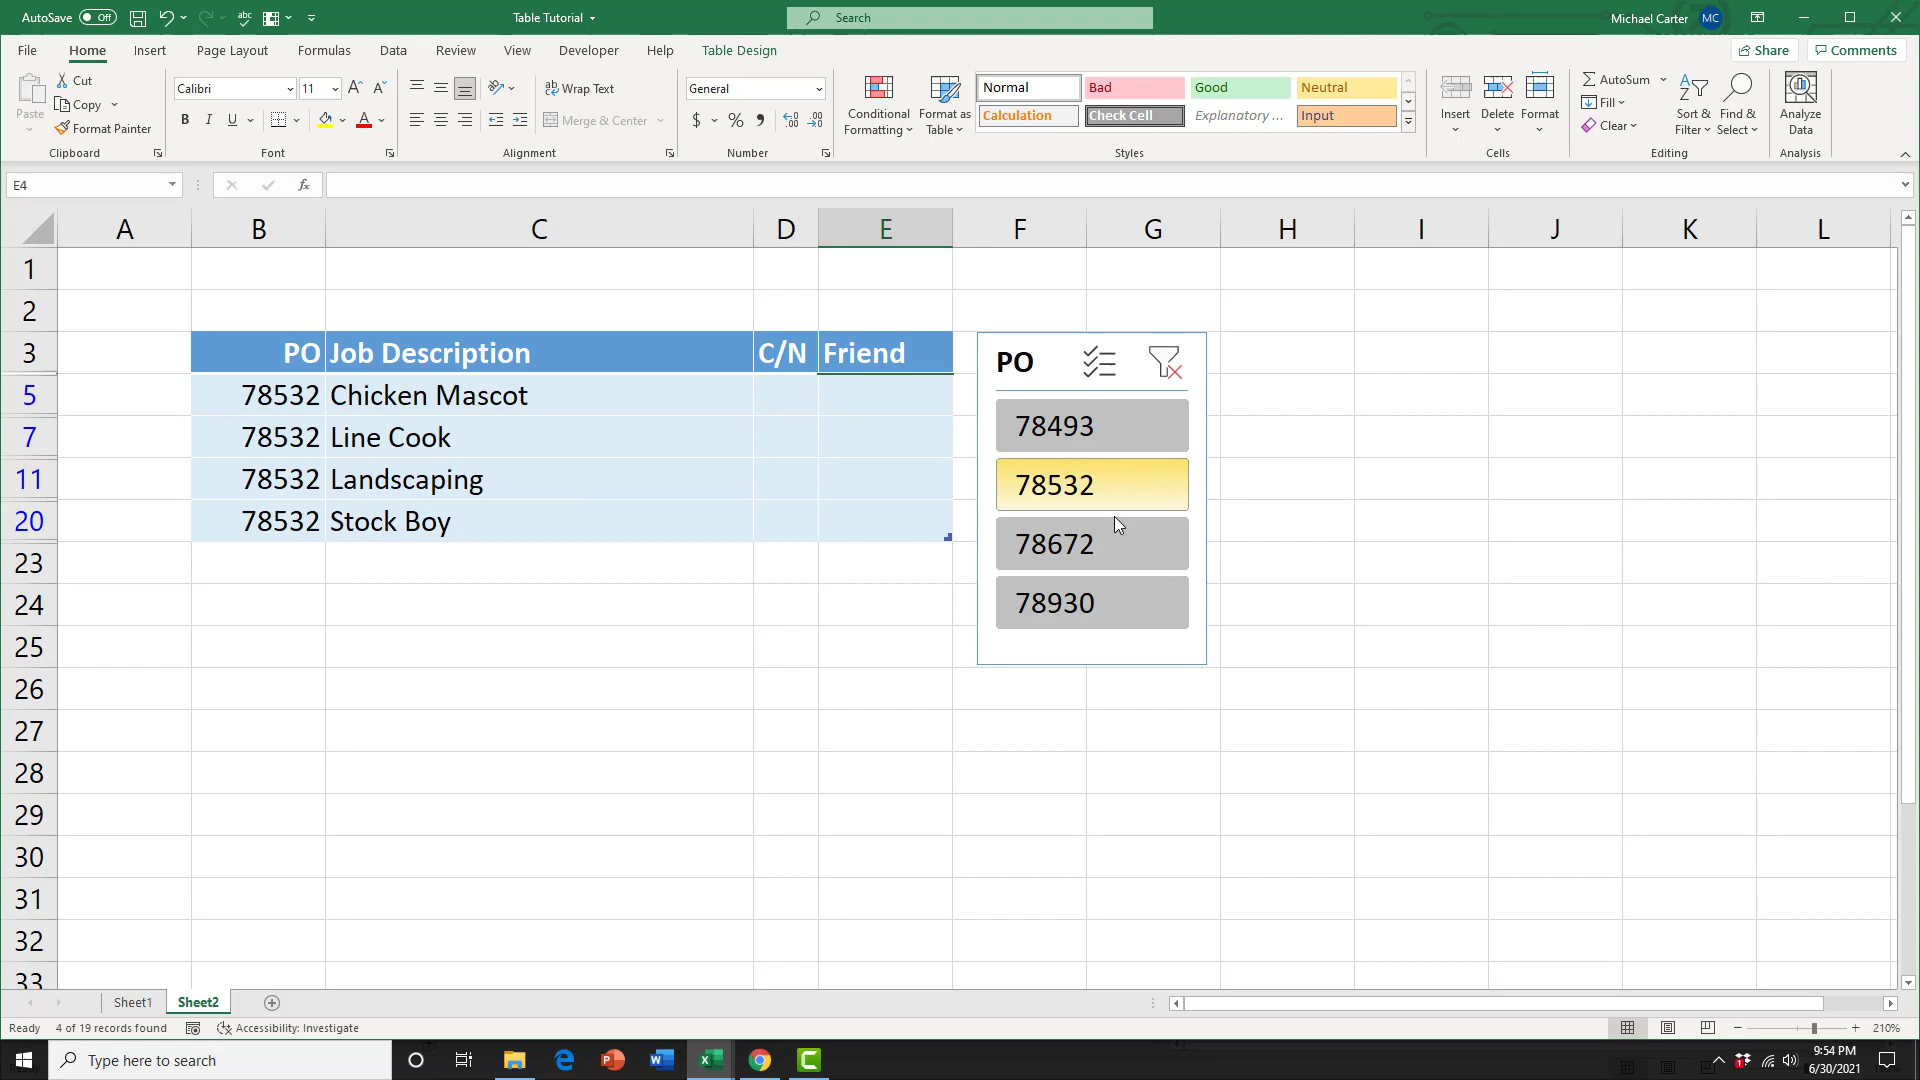 AutoSave Off abc Table Tutorial Search Michael Carter MC
File Home Insert Page Layout Formulas Data Review View Developer Help Table Design Share Comments
Paste Cut Copy Format Painter
Clipboard
Calibri 11
B I U A
Font
ab Wrap Text
Merge & Center
Alignment
General
$ % 9
Number
Conditional Formatting
Format as Table
Normal Bad Good Neutral
Calculation Check Cell Explanatory ... Input
Styles
Insert Delete Format
Cells
AutoSum
Fill
Clear
Sort & Filter
Find & Select
Editing
Analyze Data
Analysis
E4 fx
A B C D E F G H I J K L
1
2
3 PO Job Description C/N Friend
5 78532 Chicken Mascot
7 78532 Line Cook
11 78532 Landscaping
20 78532 Stock Boy
23
24
25
26
27
28
29
30
31
32
33
PO
78493
78532
78672
78930
Sheet1 Sheet2
Ready 4 of 19 records found Accessibility: Investigate 210%
Type here to search
9:54 PM
6/30/2021